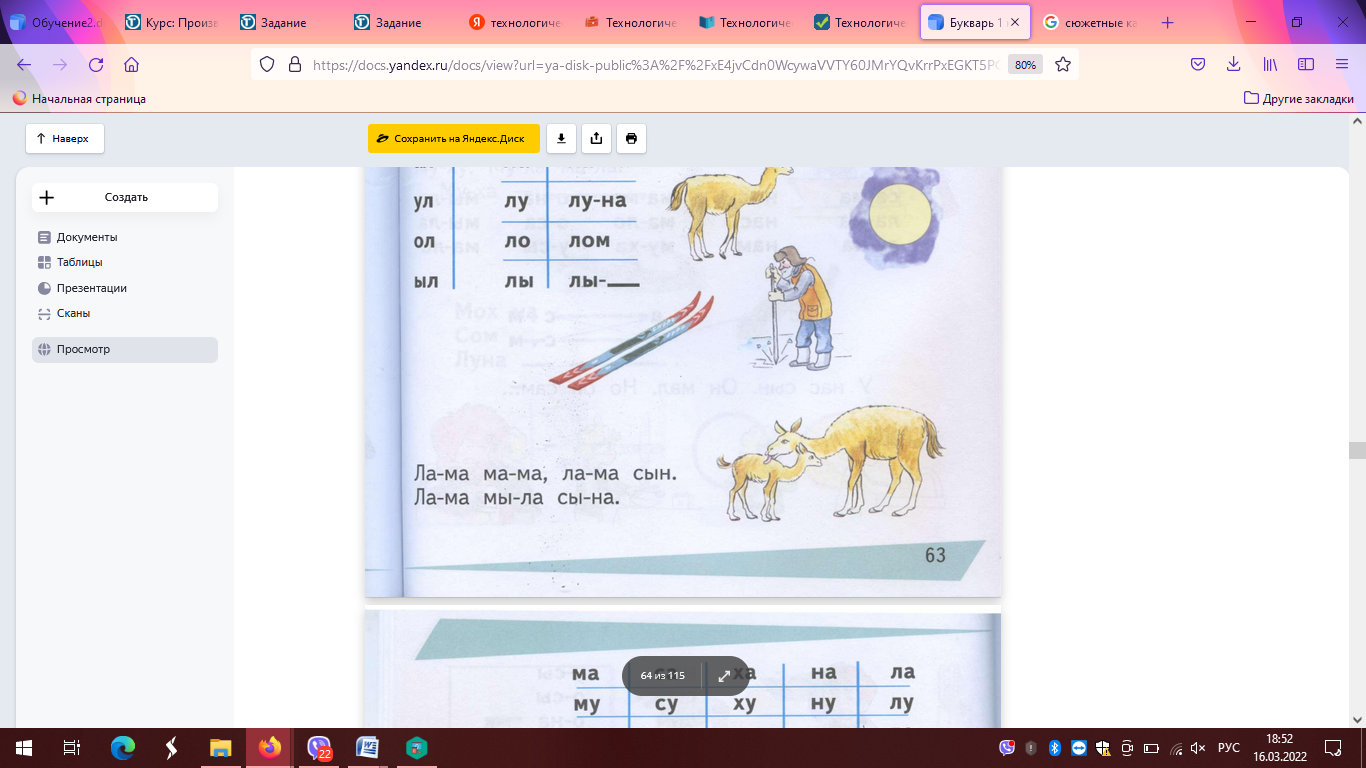 Обучение2.d
Курс: Произв
Задание
Задание
технологичес
Технологиче
Технологиче
Технологиче
Букварь 1
сюжетные ка
https://docs.yandex.ru/docs/view?url=ya-disk-public%3A%2F%2FxE4jvCdn0WcywaVVTY60JMrYQvKrrPxEGKT5P
80%
Начальная страница
Другие закладки
Наверх
Сохранить на Яндекс.Диск
Создать
Документы
Таблицы
Презентации
Сканы
Просмотр
ул лу лу-на
ол ло лом
ыл лы лы-
Ла-ма ма-ма, ла-ма сын.
Ла-ма мы-ла сы-на.
63
ма ха на ла
му су ху ну лу
64 из 115
22
РУС
18:52
16.03.2022